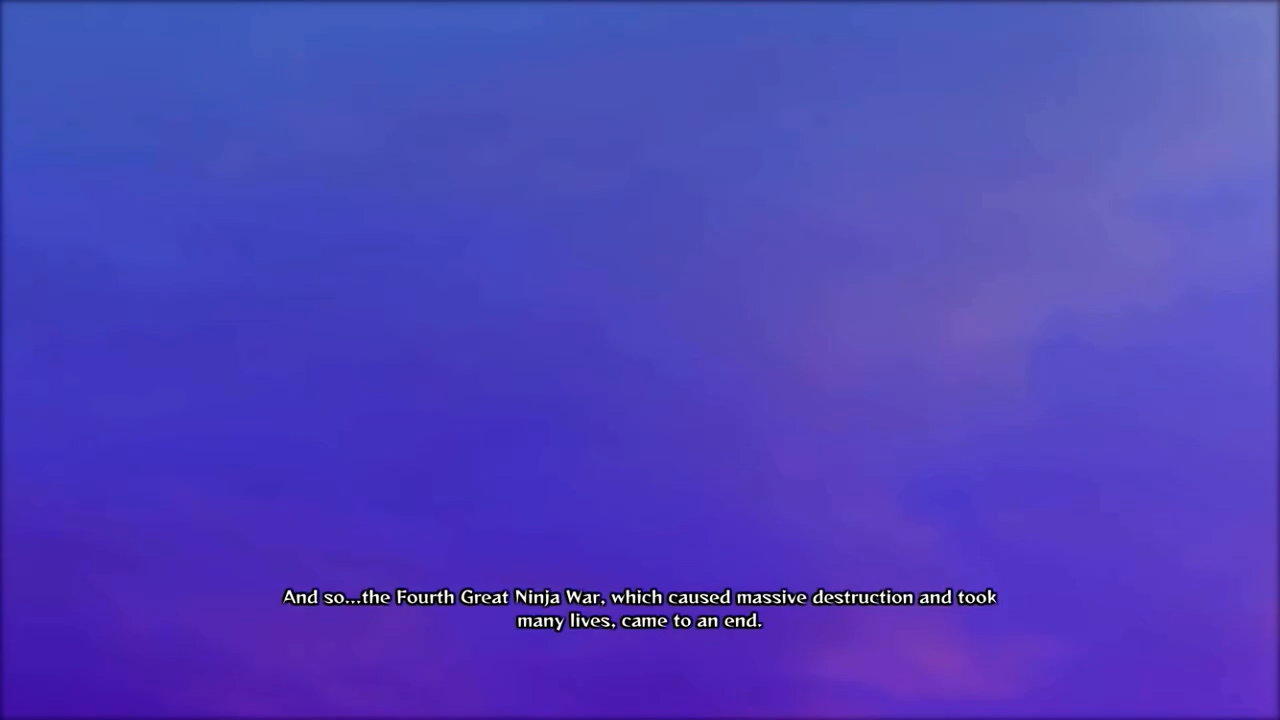 And so...the Fourth Great Ninja War, which caused massive destruction and took
many lives, came to an end.